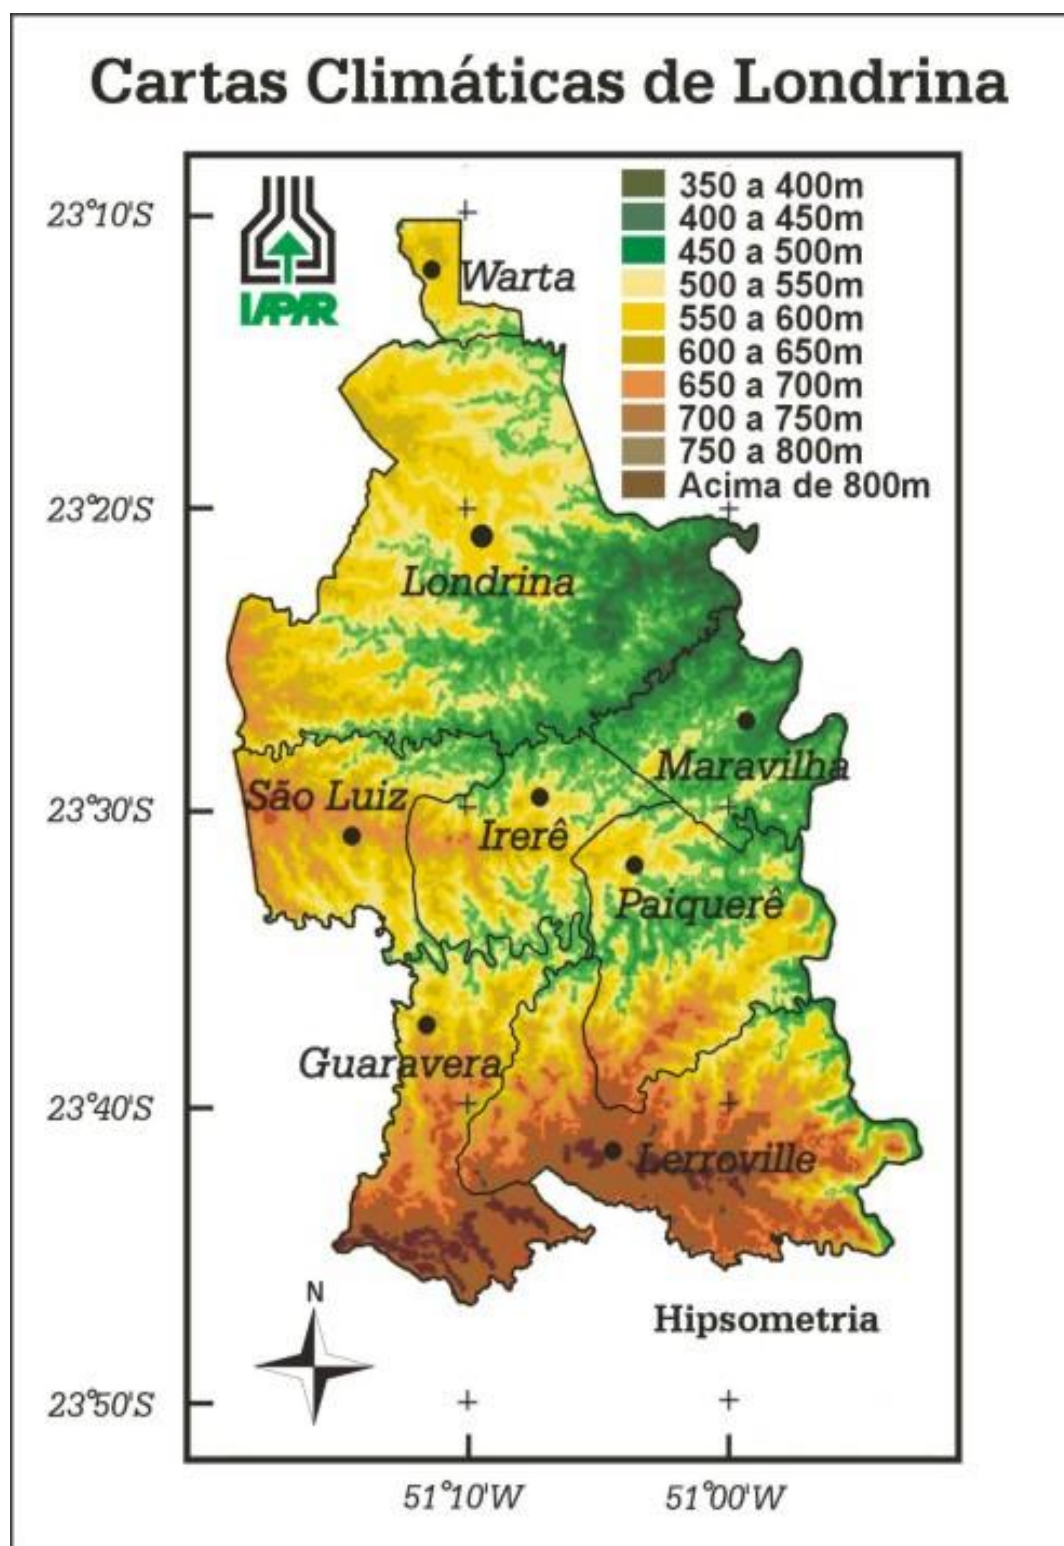 Cartas Climáticas de Londrina
IAPAR
350 a 400m
400 a 450m
450 a 500m
500 a 550m
550 a 600m
600 a 650m
650 a 700m
700 a 750m
750 a 800m
Acima de 800m
23°10'S
23°20'S
23°30'S
23°40'S
23°50'S
Warta
Londrina
Maravilha
São Luiz
Irerê
Paiquerê
Guaravera
Lerroville
N
Hipsometria
51°10'W
51°00'W